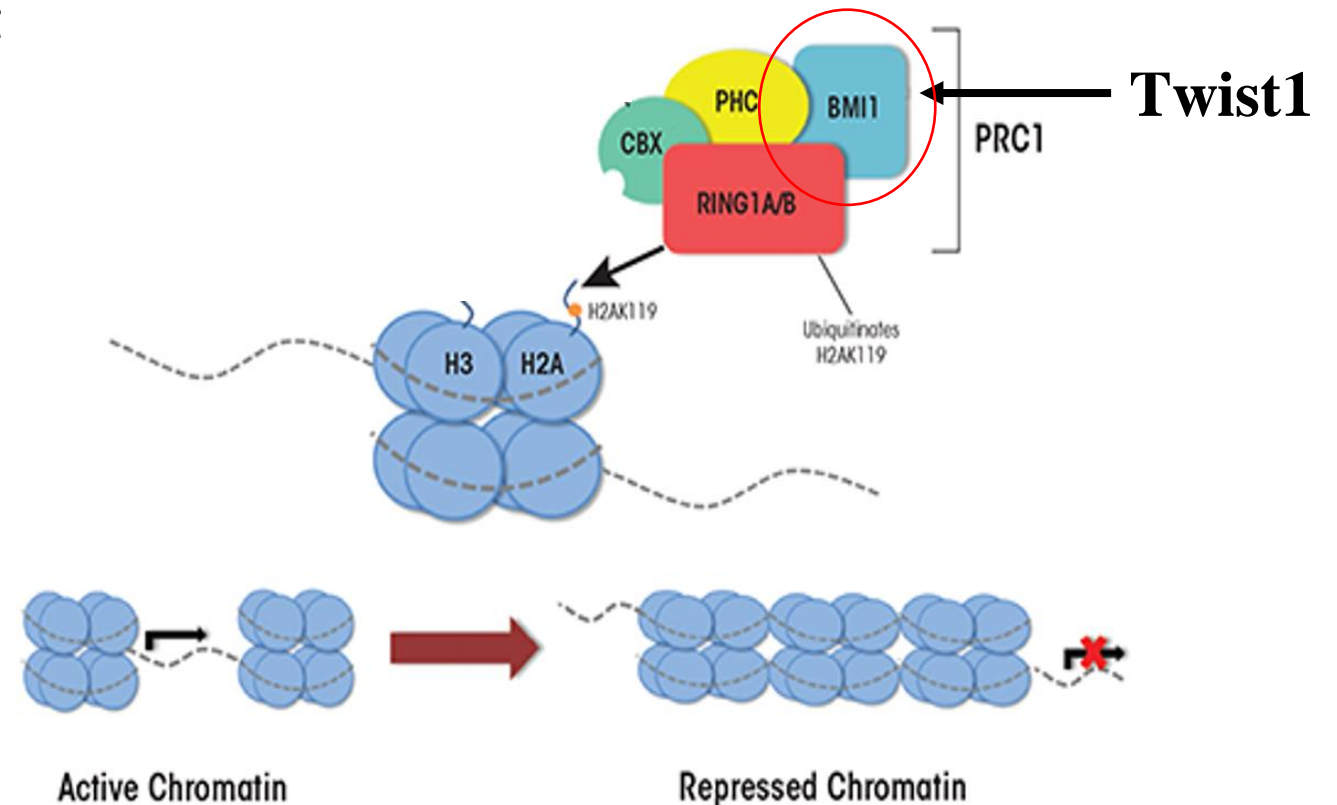 PHC
BMI1
Twist1
CBX
PRC1
RING1A/B
H2AK119
Ubiquitinates
H2AK119
H3
H2A
Active Chromatin
Repressed Chromatin